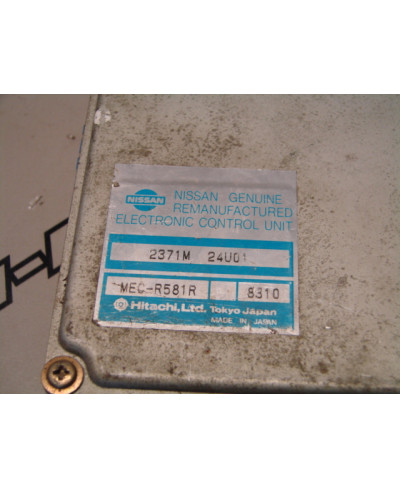 NISSAN
NISSAN GENUINE
REMANUFACTURED
ELECTRONIC CONTROL UNIT
2371M 24U01
MEC-R581R 8310
Hitachi, Ltd. Tokyo Japan
MADE IN JAPAN